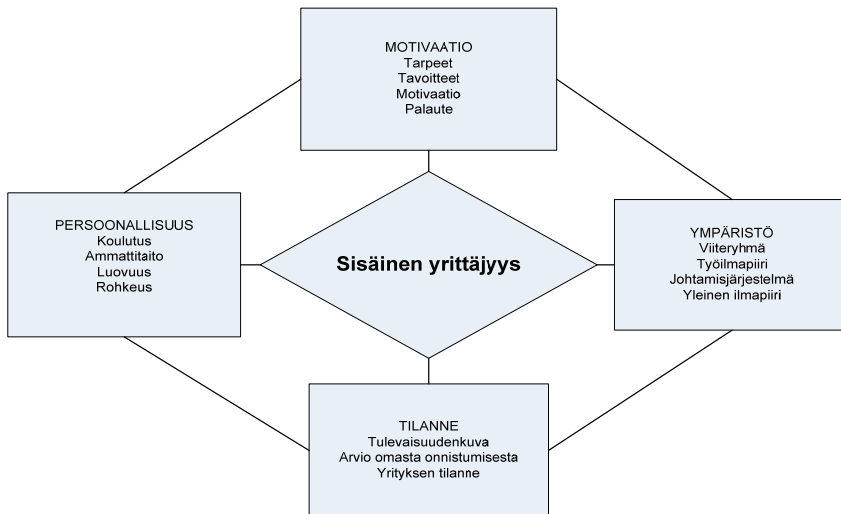 MOTIVAATIO
Tarpeet
Tavoitteet
Motivaatio
Palaute
PERSOONALLISUUS
Koulutus
Ammattitaito
Luovuus
Rohkeus
Sisäinen yrittäjyys
YMPÄRISTÖ
Viiteryhmä
Työilmapiiri
Johtamisjärjestelmä
Yleinen ilmapiiri
TILANNE
Tulevaisuudenkuva
Arvio omasta onnistumisesta
Yrityksen tilanne